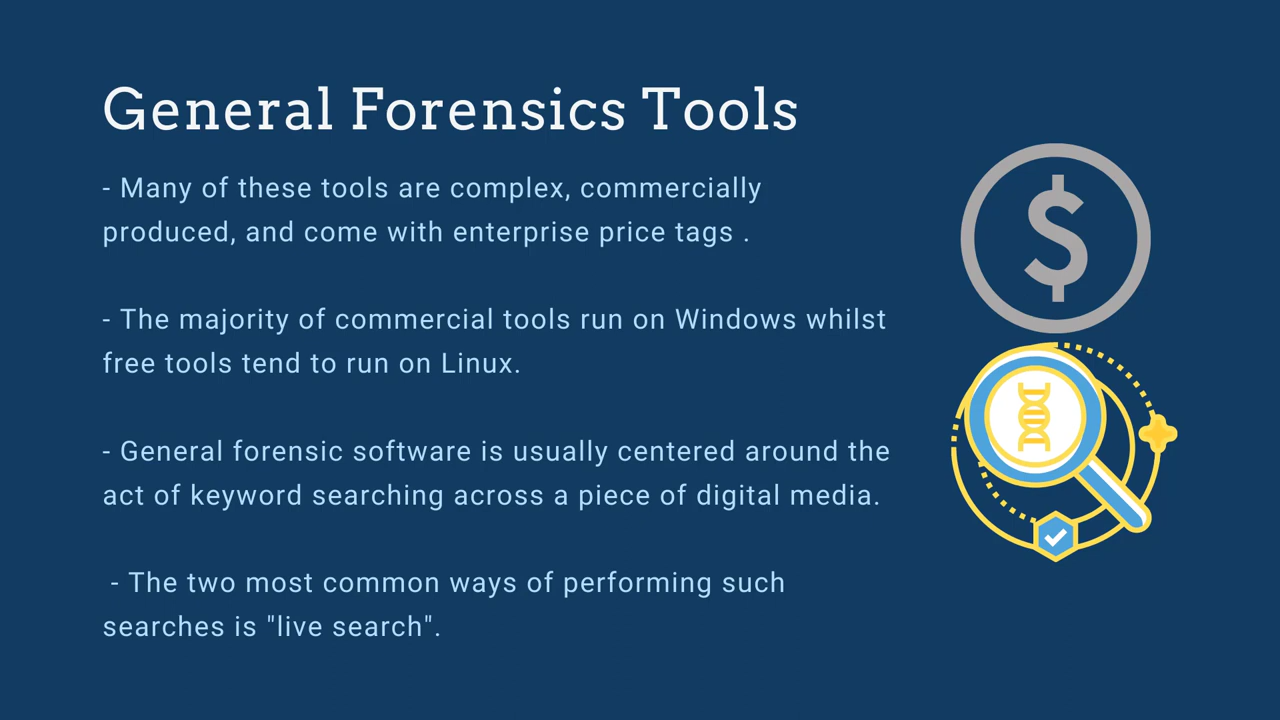 General Forensics Tools
- Many of these tools are complex, commercially
produced, and come with enterprise price tags .
- The majority of commercial tools run on Windows whilst
free tools tend to run on Linux.
- General forensic software is usually centered around the
act of keyword searching across a piece of digital media.
- The two most common ways of performing such
searches is "live search".
$